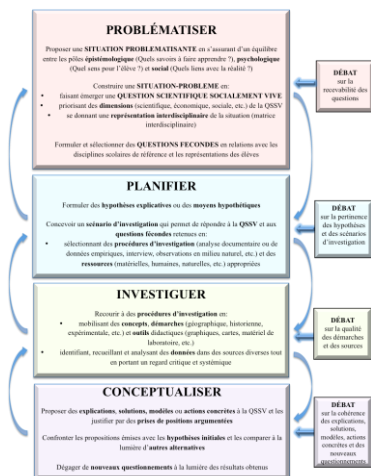 PROBLÉMATISER
Proposer une SITUATION PROBLEMATISANTE en s'assurant d'un équilibre
entre les pôles épistémologique (Quels savoirs à faire apprendre ?), psychologique
(Quel sens pour l'élève ?) et social (Quels liens avec la réalité ?)
Construire une SITUATION-PROBLEME en :
• faisant émerger une QUESTION SCIENTIFIQUE SOCIALEMENT VIVE
• priorisant des dimensions (scientifique, économique, sociale, etc.) de la QSSV
• se donnant une représentation interdisciplinaire de la situation (matrice
interdisciplinaire)
Formuler et sélectionner des QUESTIONS FECONDES en relations avec les
disciplines scolaires de référence et les représentations des élèves
DÉBAT
sur la
recevabilité des
questions
PLANIFIER
Formuler des hypothèses explicatives ou des moyens hypothétiques
Concevoir un scénario d'investigation qui permet de répondre à la QSSV et aux
questions fécondes retenues en :
• sélectionnant des procédures d'investigation (analyse documentaire ou de
données empiriques, interview, observations en milieu naturel, etc.) et des
ressources (matérielles, humaines, naturelles, etc.) appropriées
DÉBAT
sur la pertinence
des hypothèses
et des scénarios
d'investigation
INVESTIGUER
Recourir à des procédures d'investigation en:
• mobilisant des concepts, démarches (géographique, historienne,
expérimentale, etc.) et outils didactiques (graphiques, cartes, matériel de
laboratoire, etc.)
• identifiant, recueillant et analysant des données dans des sources diverses tout
en portant un regard critique et systémique
DÉBAT
sur la qualité
des démarches
et des sources
CONCEPTUALISER
Proposer des explications, solutions, modèles ou actions concrètes à la QSSV et les
justifier par des prises de positions argumentées
Confronter les propositions émises avec les hypothèses initiales et les comparer à la
lumière d'autres alternatives
Dégager de nouveaux questionnements à la lumière des résultats obtenus
DÉBAT
sur la cohérence
des explications,
solutions,
modèles, actions
concrètes et des
nouveaux
questionnements